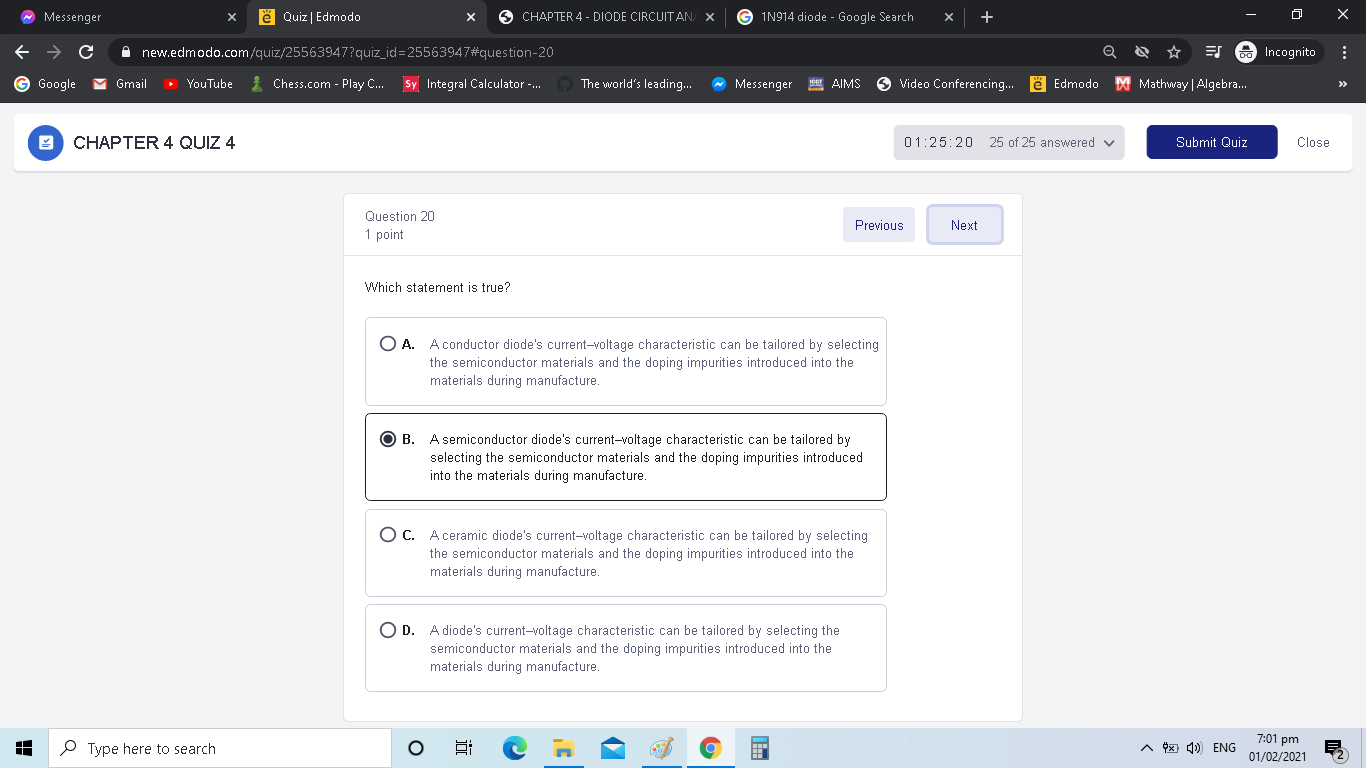 Messenger
Quiz | Edmodo
CHAPTER 4 - DIODE CIRCUIT AN
1N914 diode - Google Search
new.edmodo.com/quiz/25563947?quiz_id=25563947#question-20
Incognito
Google
Gmail
YouTube
Chess.com - Play C...
Sy
Integral Calculator -...
The world's leading...
Messenger
AIMS
Video Conferencing...
Edmodo
Mathway | Algebra...
CHAPTER 4 QUIZ 4
01:25:20 25 of 25 answered
Submit Quiz
Close
Question 20
1 point
Previous
Next
Which statement is true?
A. A conductor diode's current–voltage characteristic can be tailored by selecting
the semiconductor materials and the doping impurities introduced into the
materials during manufacture.
B. A semiconductor diode's current–voltage characteristic can be tailored by
selecting the semiconductor materials and the doping impurities introduced
into the materials during manufacture.
C. A ceramic diode's current–voltage characteristic can be tailored by selecting
the semiconductor materials and the doping impurities introduced into the
materials during manufacture.
D. A diode's current–voltage characteristic can be tailored by selecting the
semiconductor materials and the doping impurities introduced into the
materials during manufacture.
Type here to search
ENG
7:01 pm
01/02/2021
2